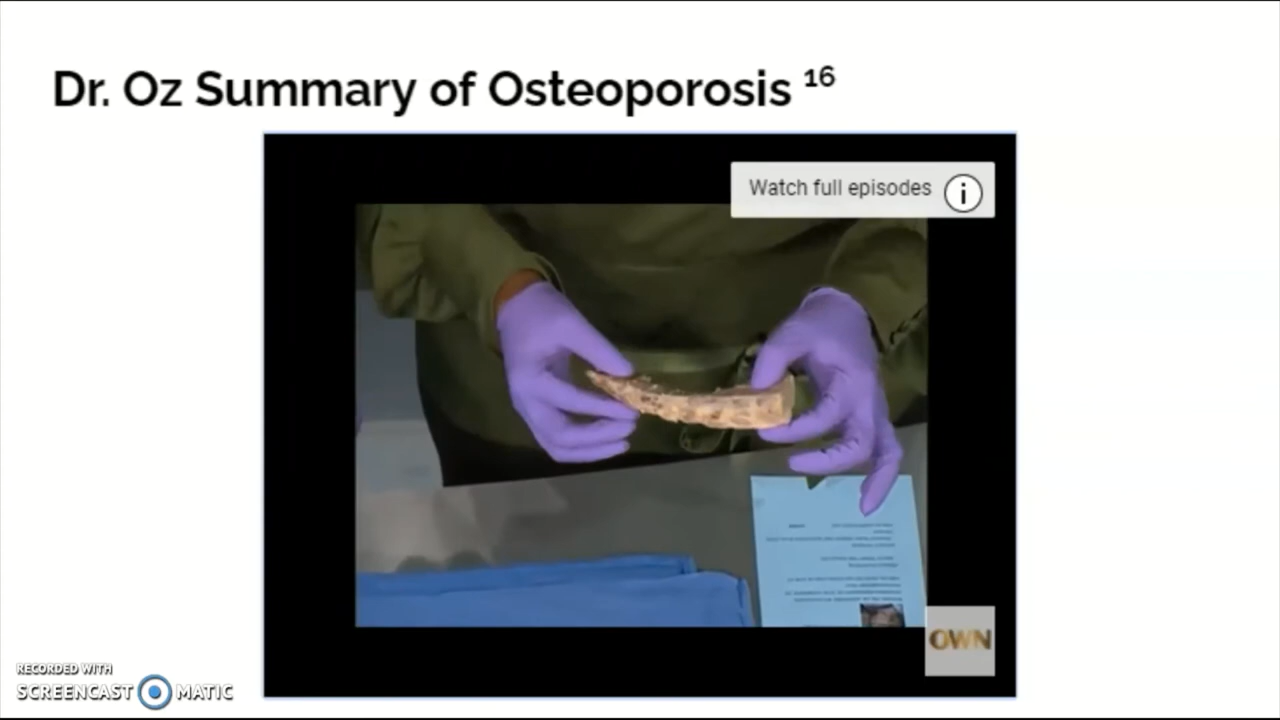 Dr. Oz Summary of Osteoporosis 16
Watch full episodes i
OWN
RECORDED WITH
SCREENCAST MATIC